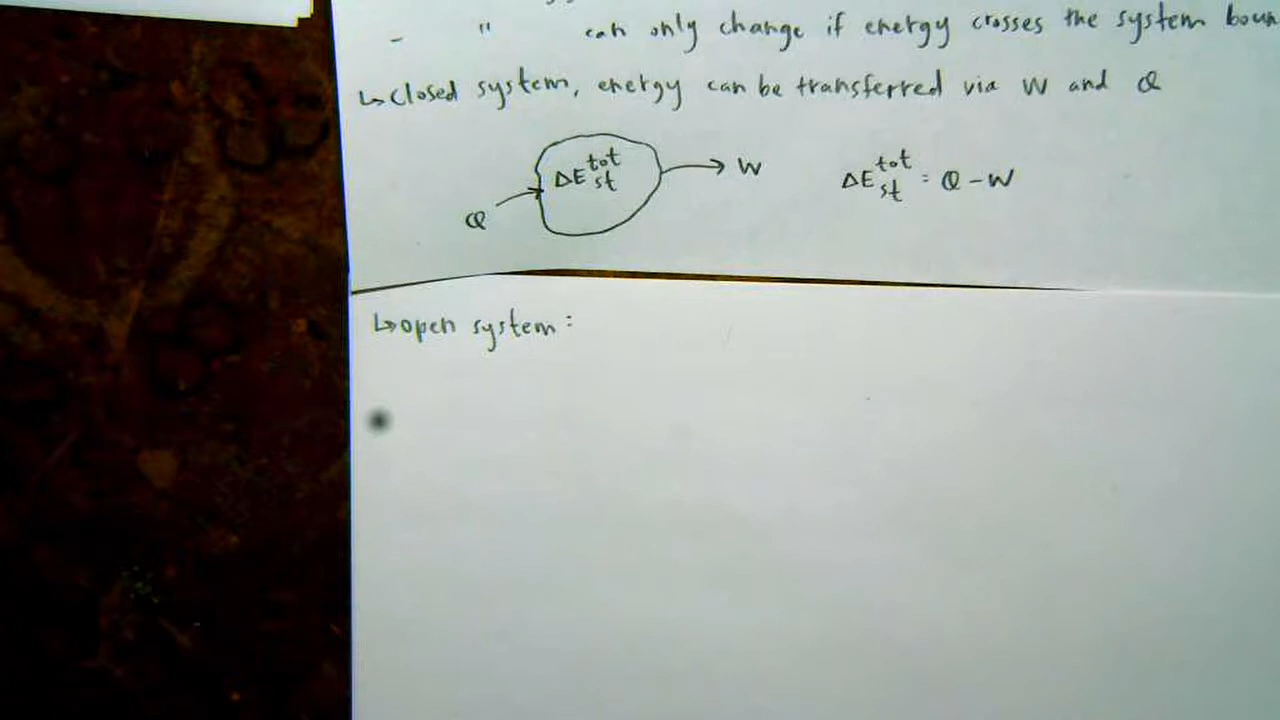 - " can only change if energy crosses the system boun
↳ Closed system, energy can be transferred via W and Q
Q → ΔE st tot → W
ΔE st tot = Q - W
↳ open system :